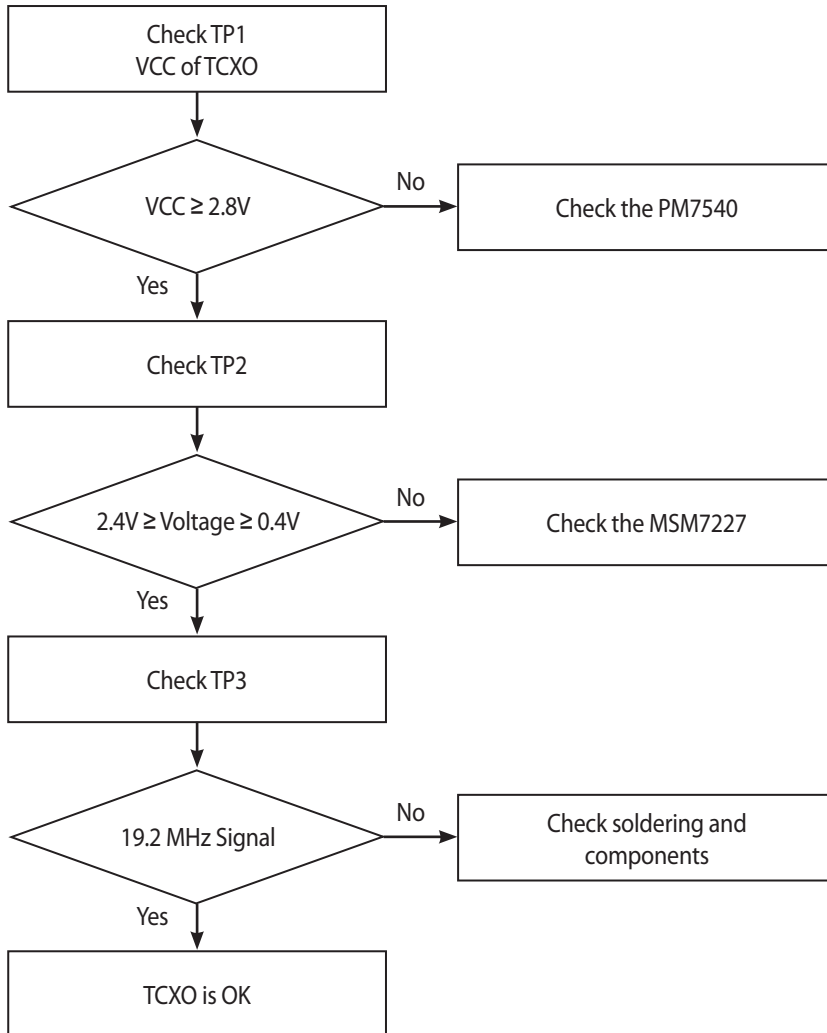 Check TP1
VCC of TCXO
VCC ≥ 2.8V
No
Check the PM7540
Yes
Check TP2
2.4V ≥ Voltage ≥ 0.4V
No
Check the MSM7227
Yes
Check TP3
19.2 MHz Signal
No
Check soldering and
components
Yes
TCXO is OK